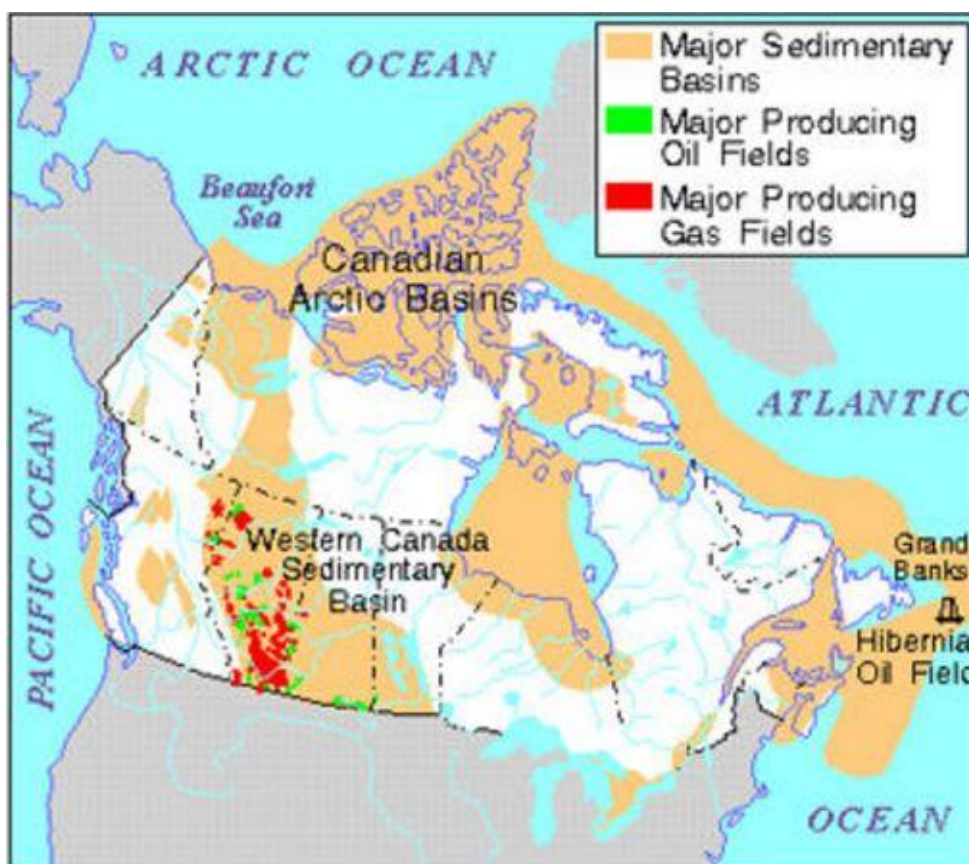 Major Sedimentary
Basins
Major Producing
Oil Fields
Major Producing
Gas Fields
ARCTIC OCEAN
Beaufort
Sea
Canadian
Arctic Basins
ATLANTIC
PACIFIC OCEAN
Western Canada
Sedimentary
Basin
Grand
Banks
Hibernia
Oil Field
OCEAN